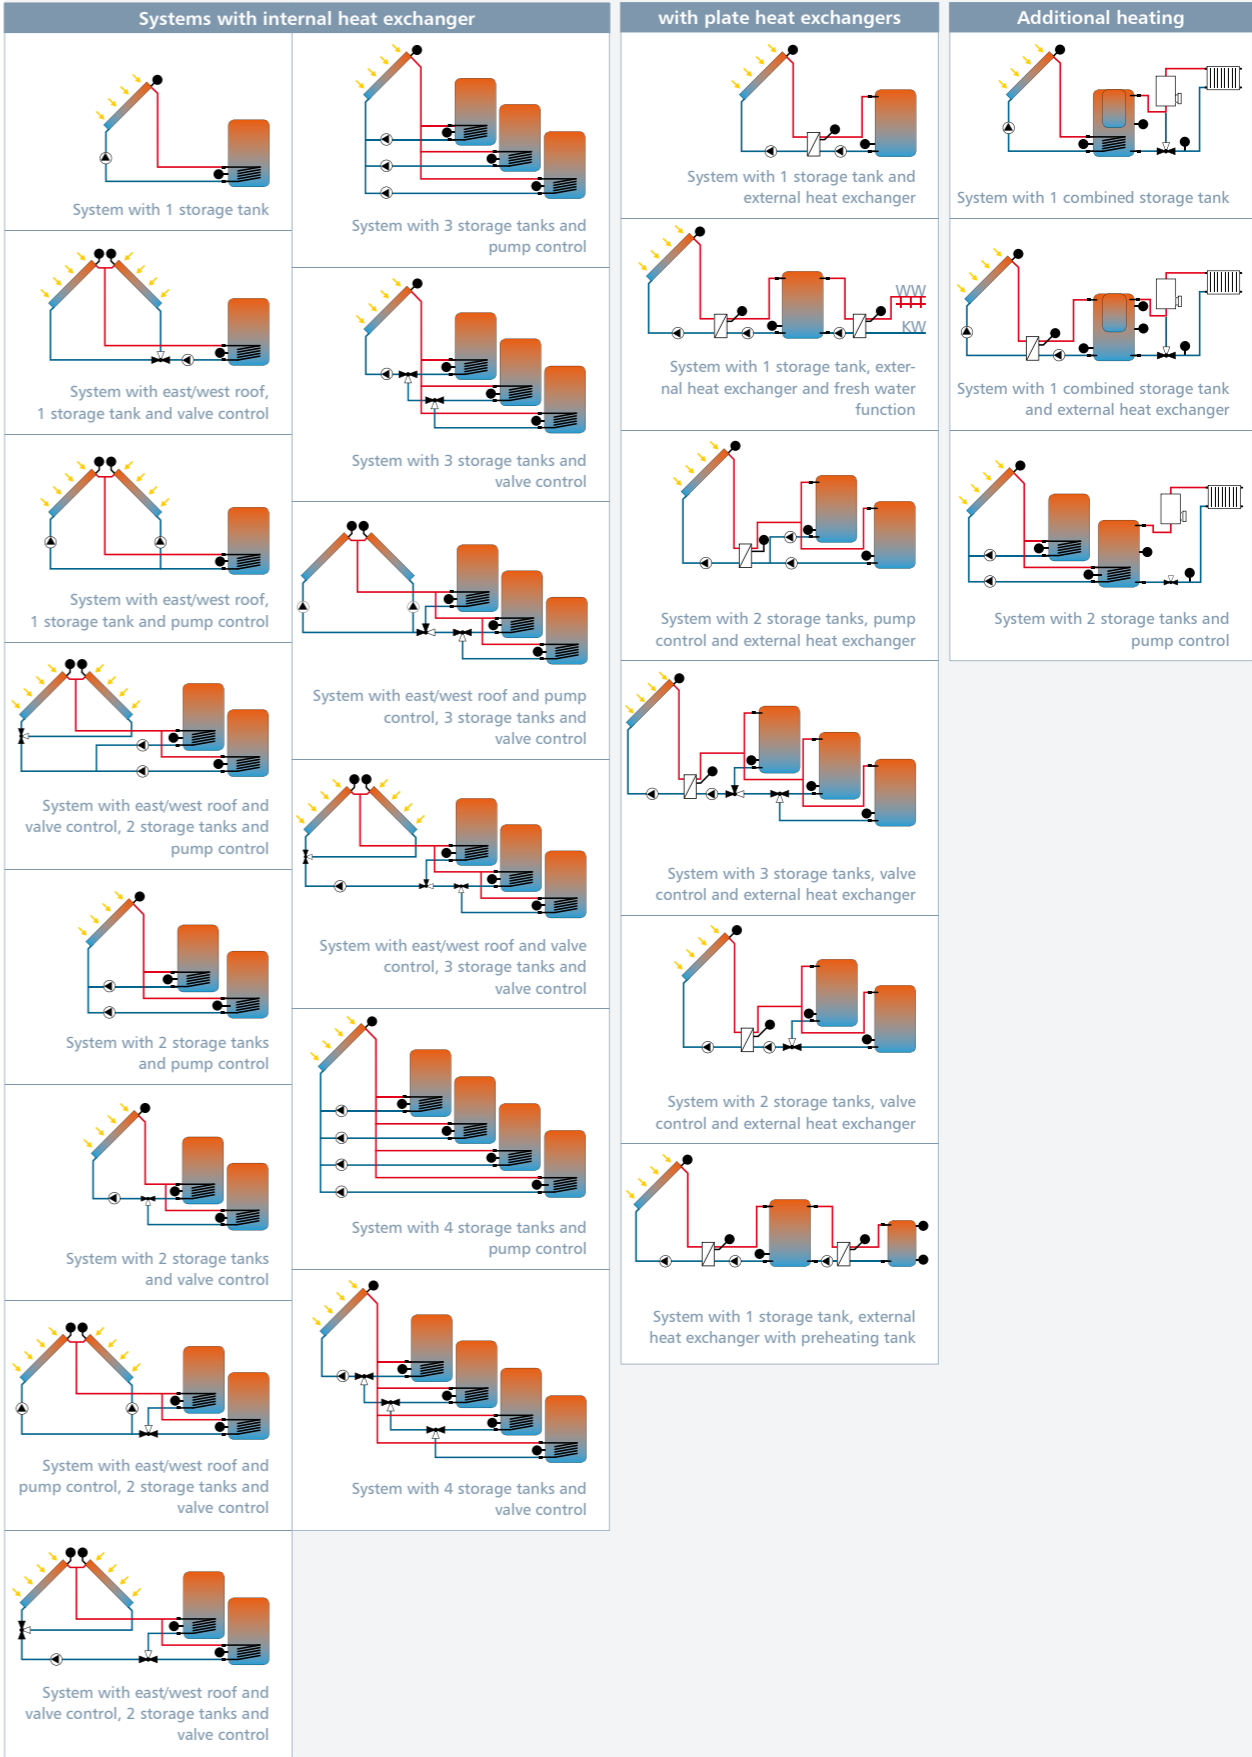 Systems with internal heat exchanger
System with 1 storage tank
System with east/west roof,
1 storage tank and valve control
System with east/west roof,
1 storage tank and pump control
System with east/west roof and
valve control, 2 storage tanks and
pump control
System with 2 storage tanks
and pump control
System with 2 storage tanks
and valve control
System with east/west roof and
pump control, 2 storage tanks and
valve control
System with east/west roof and
valve control, 2 storage tanks and
valve control
System with 3 storage tanks and
pump control
System with 3 storage tanks and
valve control
System with east/west roof and pump
control, 3 storage tanks and
valve control
System with east/west roof and valve
control, 3 storage tanks and
valve control
System with 4 storage tanks and
pump control
System with 4 storage tanks and
valve control
with plate heat exchangers
System with 1 storage tank and
external heat exchanger
WW
KW
System with 1 storage tank, exter-
nal heat exchanger and fresh water
function
System with 2 storage tanks, pump
control and external heat exchanger
System with 3 storage tanks, valve
control and external heat exchanger
System with 2 storage tanks, valve
control and external heat exchanger
System with 1 storage tank, external
heat exchanger with preheating tank
Additional heating
System with 1 combined storage tank
System with 1 combined storage tank
and external heat exchanger
System with 2 storage tanks and
pump control